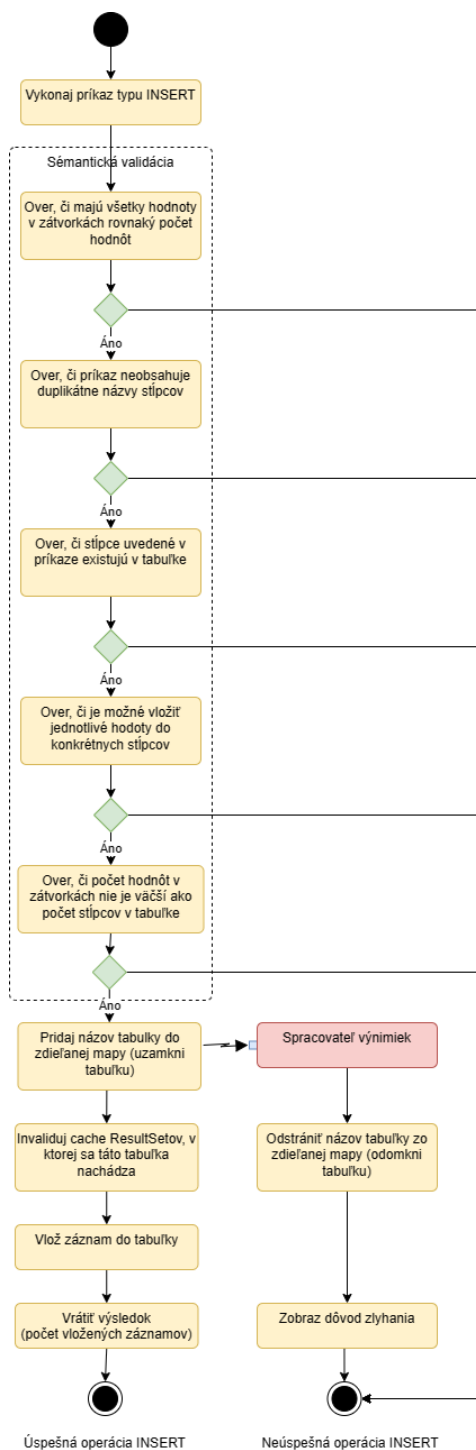 Vykonaj príkaz typu INSERT
Sémantická validácia
Over, či majú všetky hodnoty
v zátvorkách rovnaký počet
hodnôt
Áno
Over, či príkaz neobsahuje
duplikátne názvy stĺpcov
Áno
Over, či stĺpce uvedené v
príkaze existujú v tabuľke
Áno
Over, či je možné vložiť
jednotlivé hodoty do
konkrétnych stĺpcov
Áno
Over, či počet hodnôt v
zátvorkách nie je väčší ako
počet stĺpcov v tabuľke
Áno
Pridaj názov tabulky do
zdieľanej mapy (uzamkni
tabuľku)
Spracovateľ výnimiek
Invaliduj cache ResultSetov, v
ktorej sa táto tabuľka
nachádza
Odstrániť názov tabuľky zo
zdieľanej mapy (odomkni
tabuľku)
Vlož záznam do tabuľky
Vrátiť výsledok
(počet vložených záznamov)
Zobraz dôvod zlyhania
Úspešná operácia INSERT
Neúspešná operácia INSERT